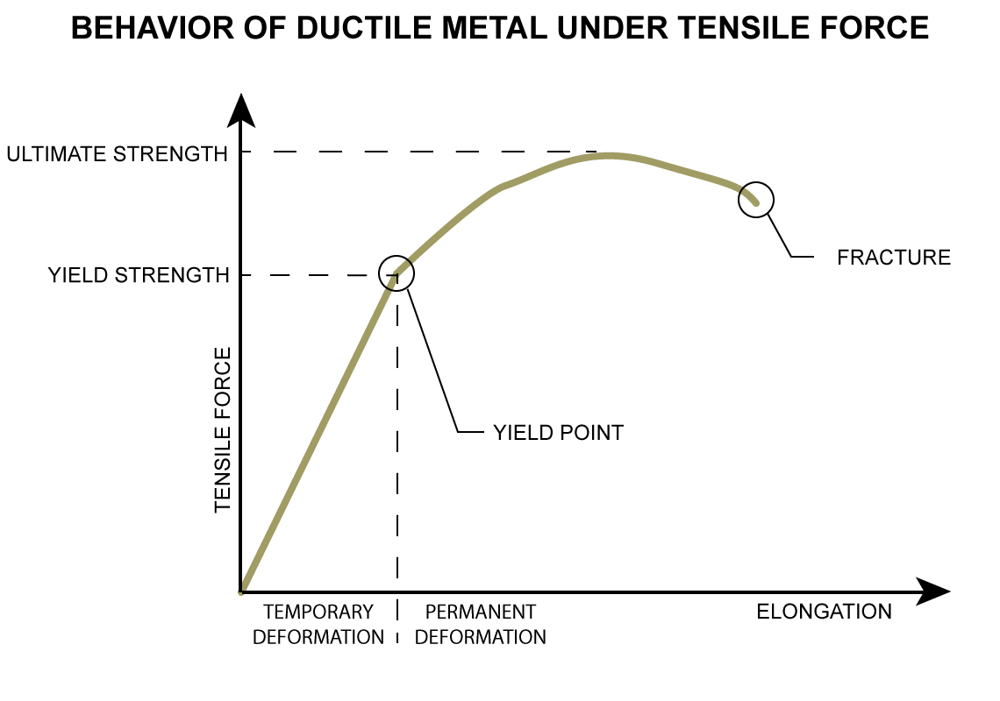 BEHAVIOR OF DUCTILE METAL UNDER TENSILE FORCE
ULTIMATE STRENGTH
FRACTURE
YIELD STRENGTH
TENSILE FORCE
YIELD POINT
TEMPORARY
DEFORMATION
PERMANENT
DEFORMATION
ELONGATION